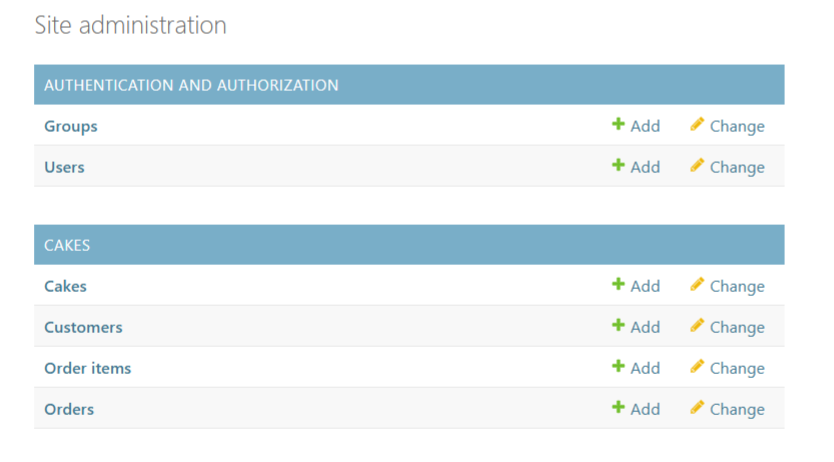 Site administration
AUTHENTICATION AND AUTHORIZATION
Groups Add Change
Users Add Change
CAKES
Cakes Add Change
Customers Add Change
Order items Add Change
Orders Add Change